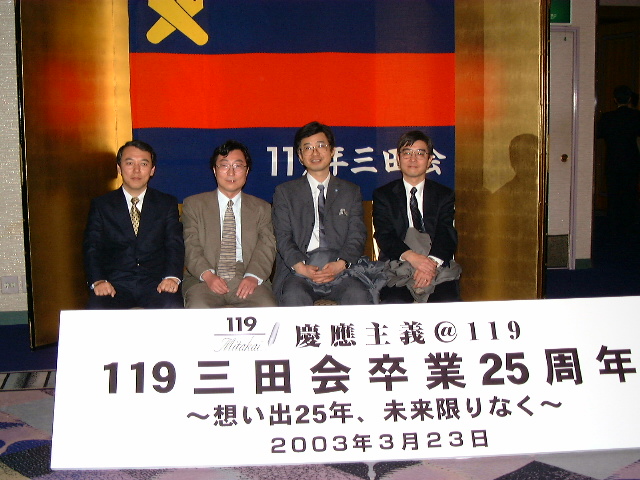 119年三田会
119
Mitakai
慶應主義@119
119三田会卒業25周年
～想い出25年、未来限りなく～
2003年3月23日